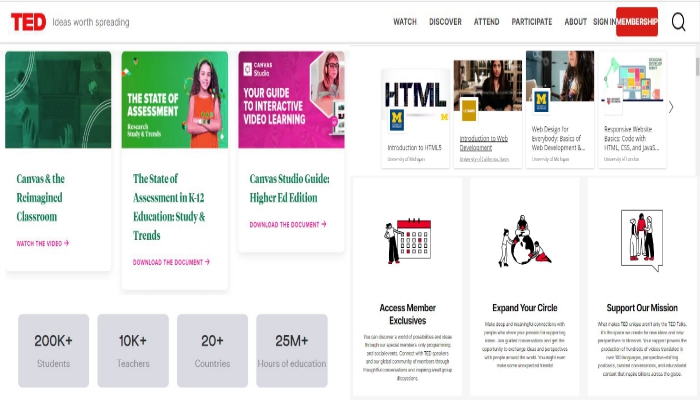 TED Ideas worth spreading
WATCH DISCOVER ATTEND PARTICIPATE ABOUT SIGN IN MEMBERSHIP
THE STATE OF
ASSESSMENT
Research
Study & Trends
CANVAS
Studio
YOUR GUIDE
TO INTERACTIVE
VIDEO LEARNING
Canvas & the
Reimagined
Classroom
WATCH THE VIDEO
The State of
Assessment in K-12
Education: Study &
Trends
DOWNLOAD THE DOCUMENT
Canvas Studio Guide:
Higher Ed Edition
DOWNLOAD THE DOCUMENT
200K+
Students
10K+
Teachers
20+
Countries
25M+
Hours of education
HTML
M
M
Introduction to HTML5
University of Michigan
Introduction to Web
Development
University of California, Davis
M
Web Design for
Everybody: Basics of
Web Development &...
University of Michigan
Responsive Website
Basics: Code with
HTML, CSS, and JavaS...
University of London
Access Member
Exclusives
You can discover a world of possibilities and ideas
through our special members only programming
and social events. Connect with TED speakers
and our global community of members through
thoughtful conversations and inspiring small group
discussions.
Expand Your Circle
Make deep and meaningful connections with
people who share your passion for supporting
ideas. Join guided conversations and get the
opportunity to exchange ideas and perspectives
with people around the world. You might even
make some unexpected friends!
Support Our Mission
What makes TED unique aren't only the TED Talks,
it's the space we create for new ideas and new
perspectives to flourish. Your support powers the
production of hundreds of videos translated in
over 100 languages, perspective-shifting
podcasts, curated conversations, and educational
content that inspire billions across the globe.